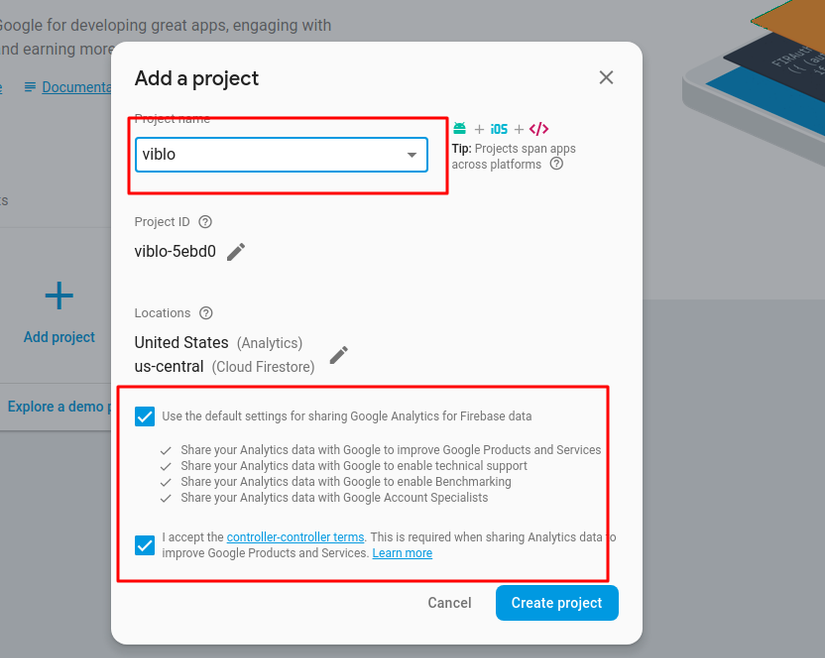 Google for developing great apps, engaging with
nd earning more
Documenta
Add a project
Project name
viblo
+ iOS + </>
Tip: Projects span apps
across platforms
Project ID
viblo-5ebd0
ts
Locations
United States (Analytics)
us-central (Cloud Firestore)
Add project
Explore a demo p
Use the default settings for sharing Google Analytics for Firebase data
Share your Analytics data with Google to improve Google Products and Services
Share your Analytics data with Google to enable technical support
Share your Analytics data with Google to enable Benchmarking
Share your Analytics data with Google Account Specialists
I accept the controller-controller terms. This is required when sharing Analytics data to
improve Google Products and Services. Learn more
Cancel
Create project